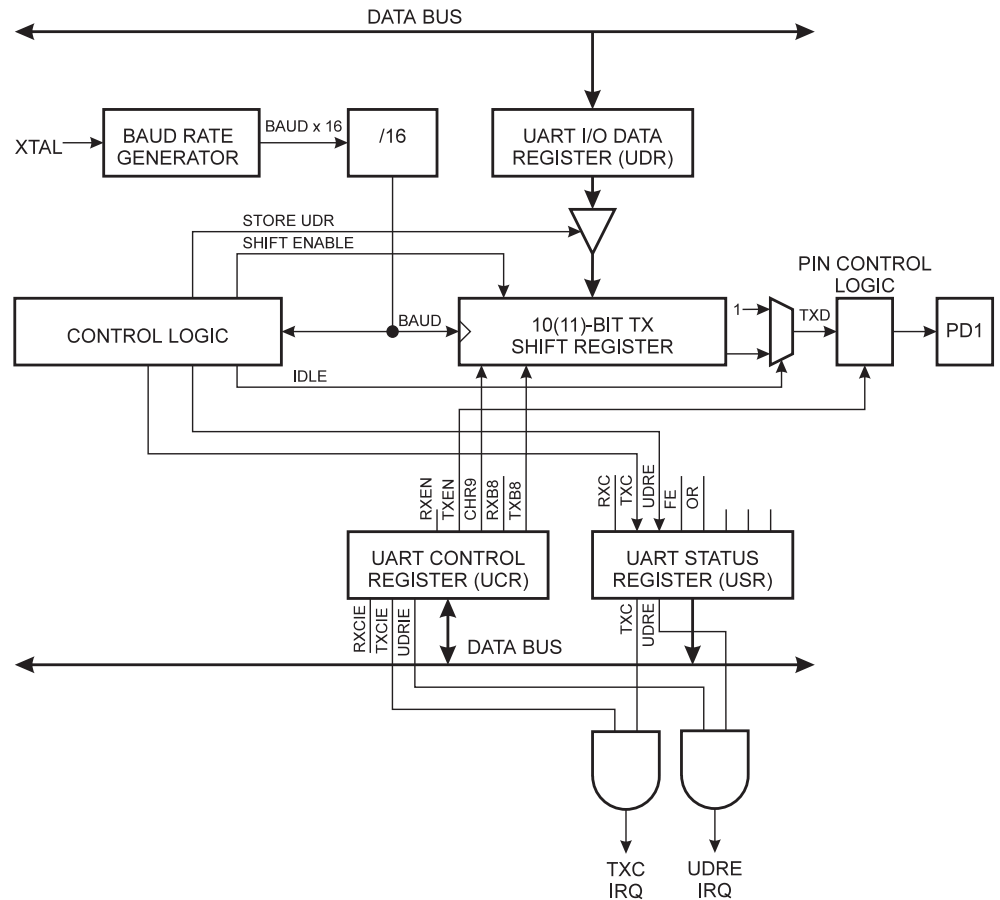 DATA BUS
XTAL
BAUD RATE
GENERATOR
BAUD x 16
/16
UART I/O DATA
REGISTER (UDR)
STORE UDR
SHIFT ENABLE
PIN CONTROL
LOGIC
CONTROL LOGIC
BAUD
10(11)-BIT TX
SHIFT REGISTER
1
TXD
PD1
IDLE
RXEN
TXEN
CHR9
RXB8
TXB8
RXC
TXC
UDRE
FE
OR
UART CONTROL
REGISTER (UCR)
UART STATUS
REGISTER (USR)
RXCIE
TXCIE
UDRIE
TXC
UDRE
DATA BUS
TXC
IRQ
UDRE
IRQ